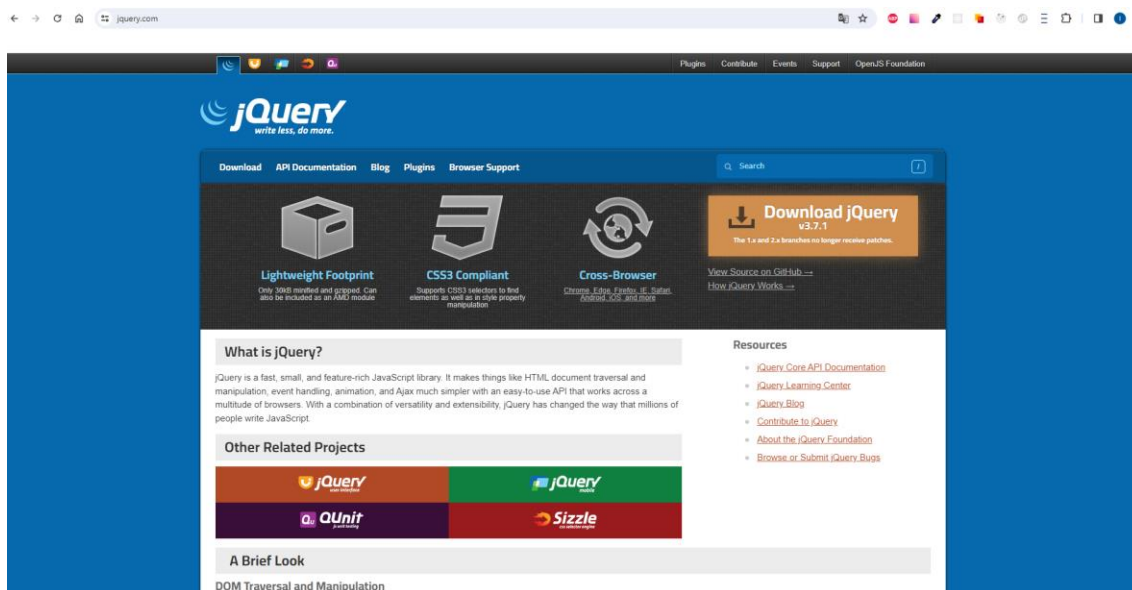 jquery.com
Plugins Contribute Events Support OpenJS Foundation
jQuery
write less, do more.
Download API Documentation Blog Plugins Browser Support
Search
/
Lightweight Footprint
Only 30kB minified and gzipped. Can
also be included as an AMD module
CSS3 Compliant
Supports CSS3 selectors to find
elements as well as in style property
manipulation
Cross-Browser
Chrome, Edge, Firefox, IE, Safari,
Android, iOS, and more
Download jQuery
v3.7.1
The 1.x and 2.x branches no longer receive patches.
View Source on GitHub →
How jQuery Works →
What is jQuery?
jQuery is a fast, small, and feature-rich JavaScript library. It makes things like HTML document traversal and
manipulation, event handling, animation, and Ajax much simpler with an easy-to-use API that works across a
multitude of browsers. With a combination of versatility and extensibility, jQuery has changed the way that millions of
people write JavaScript.
Resources
jQuery Core API Documentation
jQuery Learning Center
jQuery Blog
Contribute to jQuery
About the jQuery Foundation
Browse or Submit jQuery Bugs
Other Related Projects
jQuery
user interface
jQuery
mobile
QUnit
js unit testing
Sizzle
css selector engine
A Brief Look
DOM Traversal and Manipulation